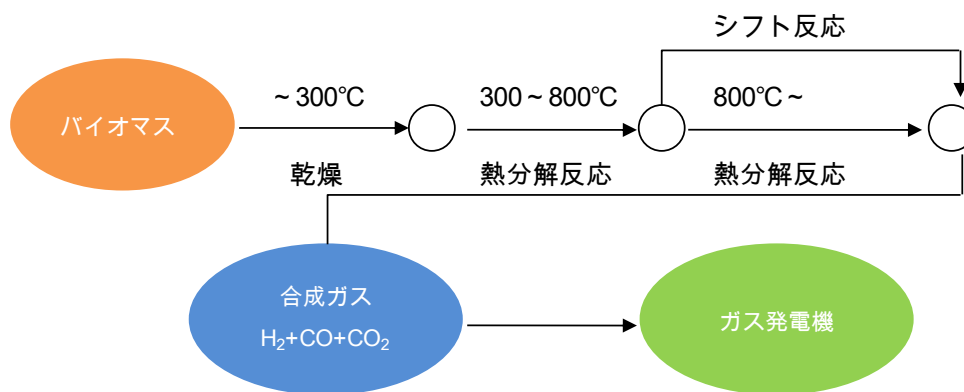 シフト反応
~300℃
300~800℃
800℃~
バイオマス
乾燥
熱分解反応
熱分解反応
合成ガス
H₂+CO+CO₂
ガス発電機